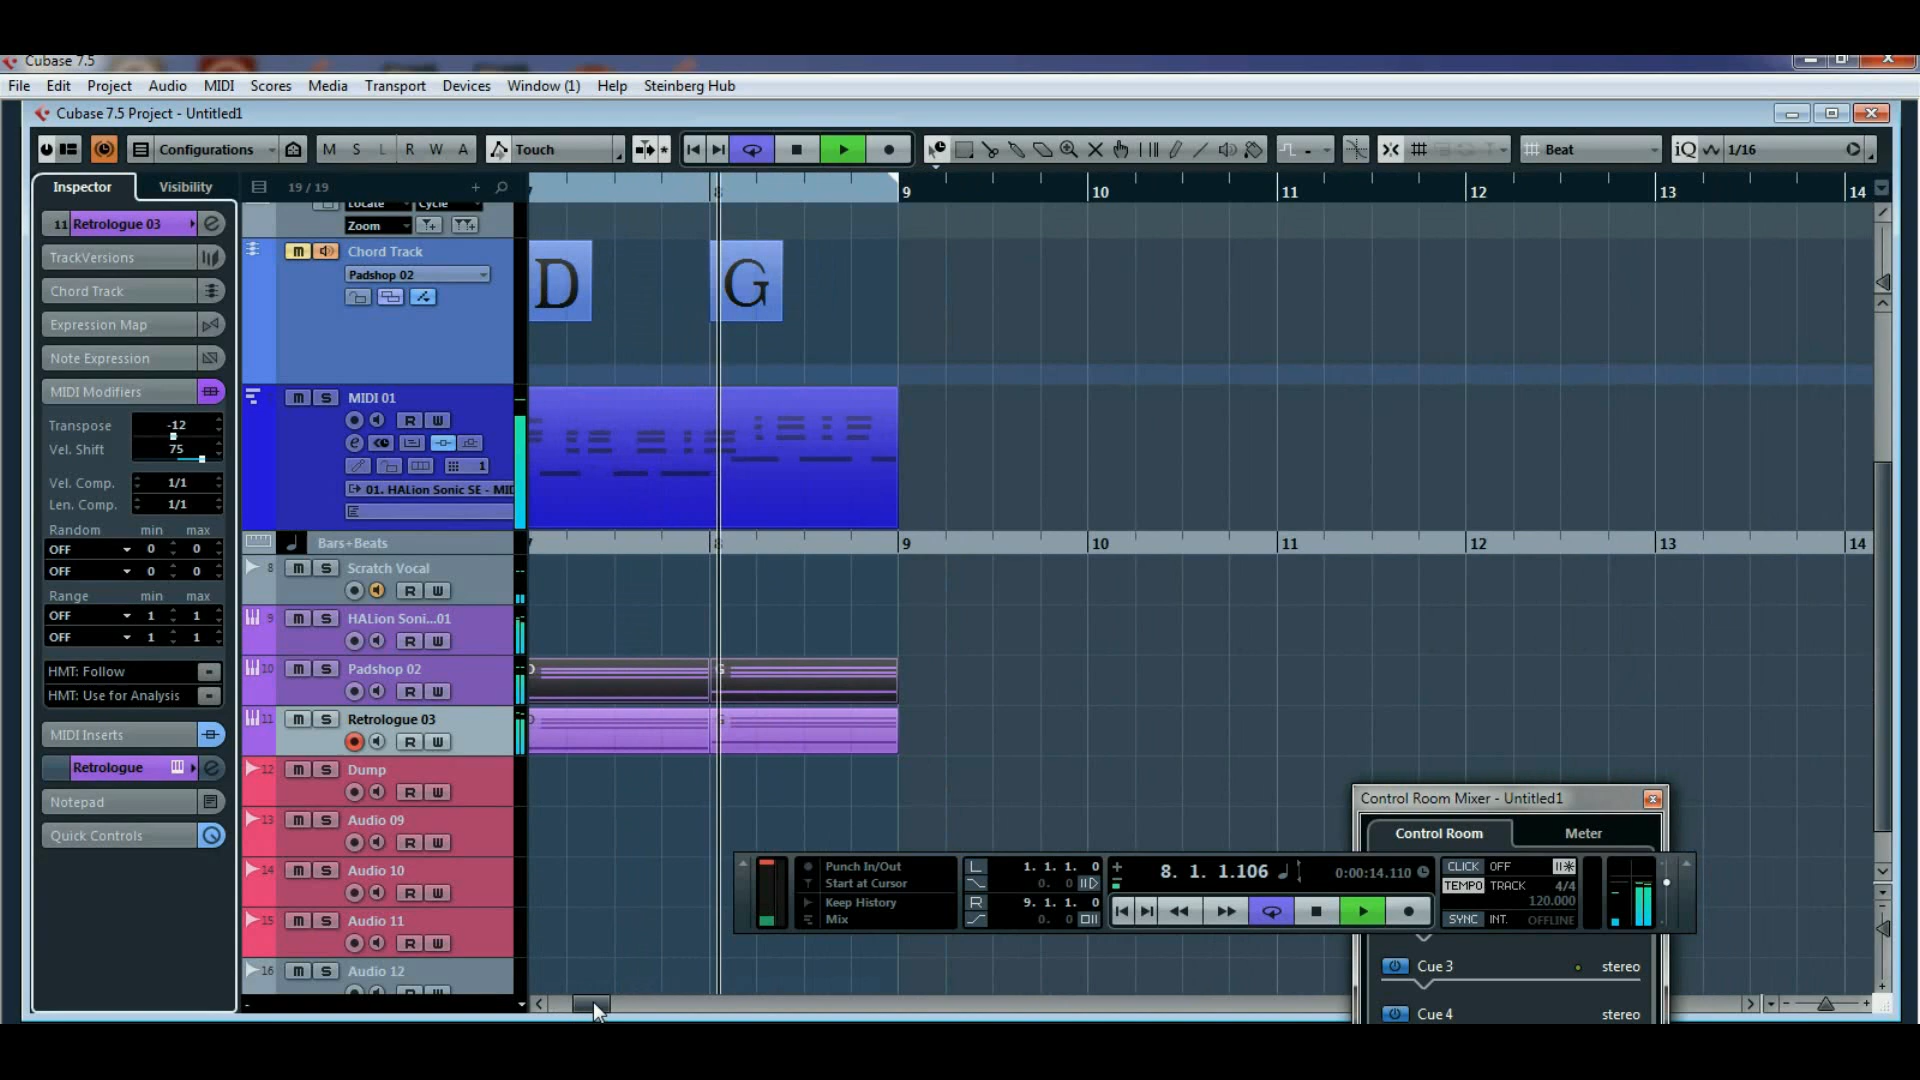 Cubase 7.5
File Edit Project Audio MIDI Scores Media Transport Devices Window (1) Help Steinberg Hub
Cubase 7.5 Project - Untitled1
Configurations M S L R W A Touch Beat iQ 1/16
Inspector Visibility 19 / 19
8 9 10 11 12 13 14
Locate Cycle
Zoom
11 Retrologue 03
TrackVersions
Chord Track
Expression Map
Note Expression
MIDI Modifiers
Transpose -12
Vel. Shift 75
Vel. Comp. 1/1
Len. Comp. 1/1
Random min max
OFF 0 0
OFF 0 0
Range min max
OFF 1 1
OFF 1 1
HMT: Follow
HMT: Use for Analysis
MIDI Inserts
Retrologue
Notepad
Quick Controls
m Chord Track
Padshop 02
D G
m S MIDI 01
R W
1
01. HALion Sonic SE - MID
Bars+Beats
8 9 10 11 12 13 14
8 m S Scratch Vocal
R W
9 m S HALion Soni...01
R W
10 m S Padshop 02
R W
G
11 m S Retrologue 03
R W
G
12 m S Dump
R W
13 m S Audio 09
R W
14 m S Audio 10
R W
15 m S Audio 11
R W
16 m S Audio 12
Control Room Mixer - Untitled1
Control Room Meter
Punch In/Out
Start at Cursor
Keep History
Mix
L 1. 1. 1. 0
0. 0
R 9. 1. 1. 0
0. 0
8. 1. 1.106 0:00:14.110
CLICK OFF
TEMPO TRACK 4/4
120.000
SYNC INT. OFFLINE
Cue 3 stereo
Cue 4 stereo